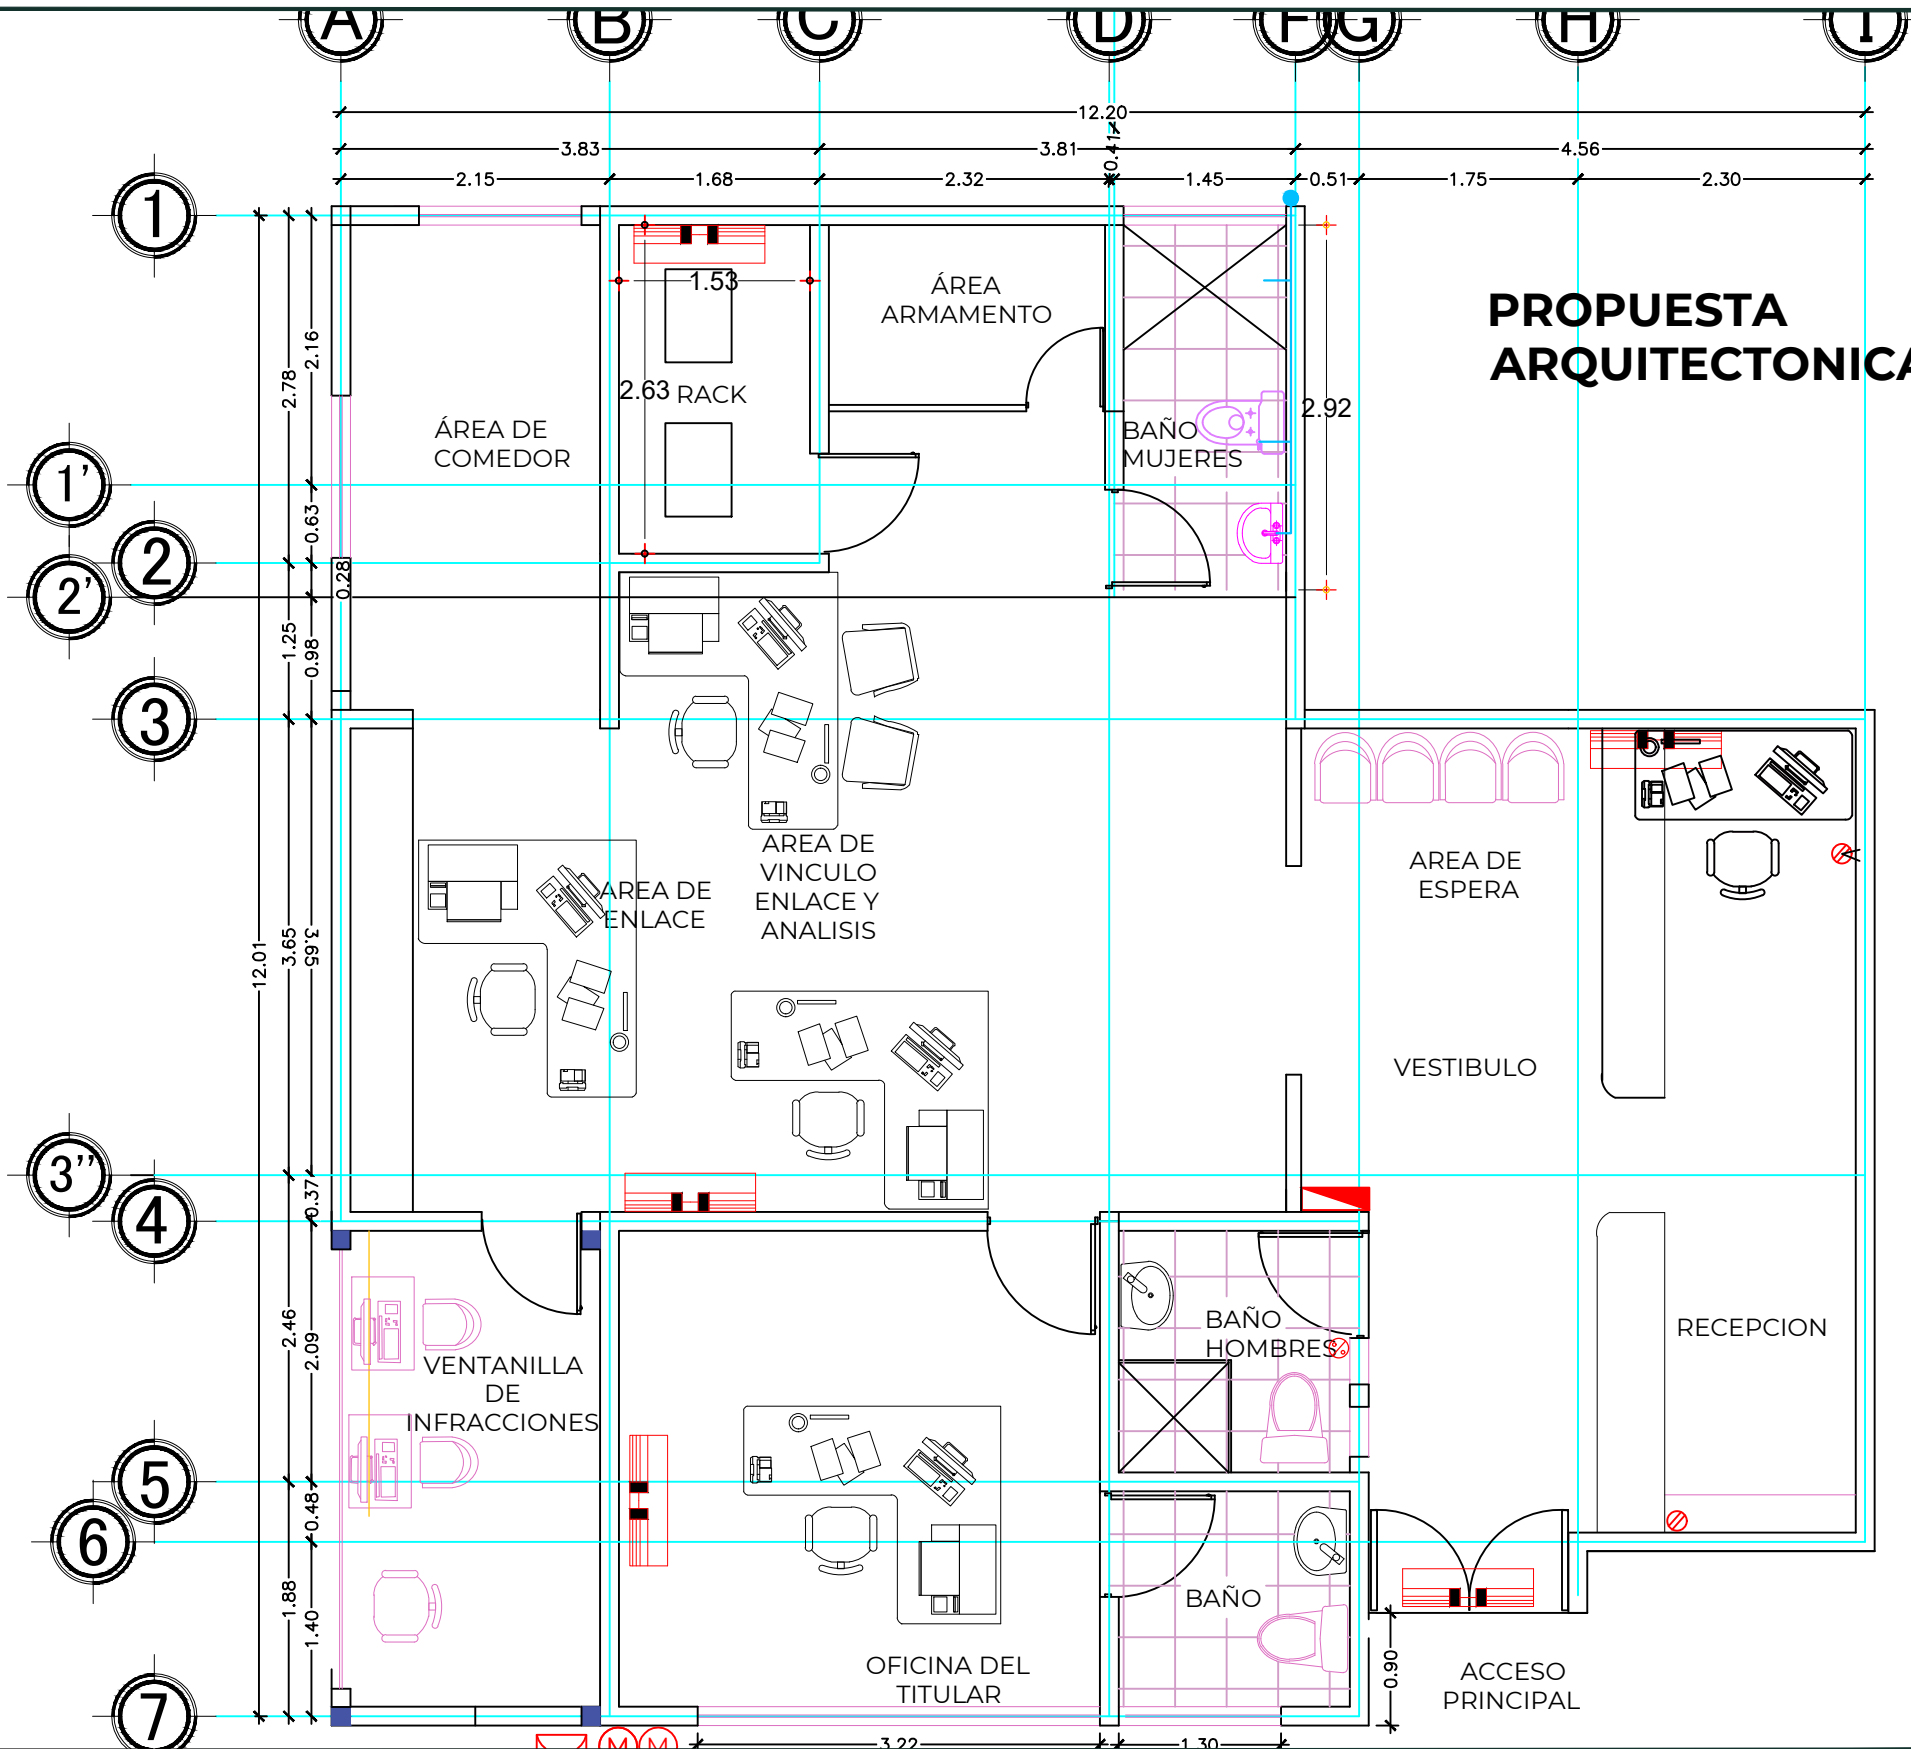 A B C D F G H I
12.20
3.83 3.81 4.56
0.41
2.15 1.68 2.32 1.45 0.51 1.75 2.30
1
1'
2
2'
3
3''
4
5
6
7
12.01
2.78
1.25
3.65
2.46
1.88
2.16
0.63
0.28
0.98
3.65
0.37
2.09
0.48
1.40
1.53
2.63
RACK
ÁREA
ARMAMENTO
PROPUESTA
ARQUITECTONICA
2.92
ÁREA DE
COMEDOR
BAÑO
MUJERES
AREA DE
VINCULO
ENLACE Y
ANALISIS
AREA DE
ENLACE
AREA DE
ESPERA
A
VESTIBULO
RECEPCION
BAÑO
HOMBRES
VENTANILLA
DE
INFRACCIONES
BAÑO
OFICINA DEL
TITULAR
0.90
ACCESO
PRINCIPAL
M M
3.22 1.30